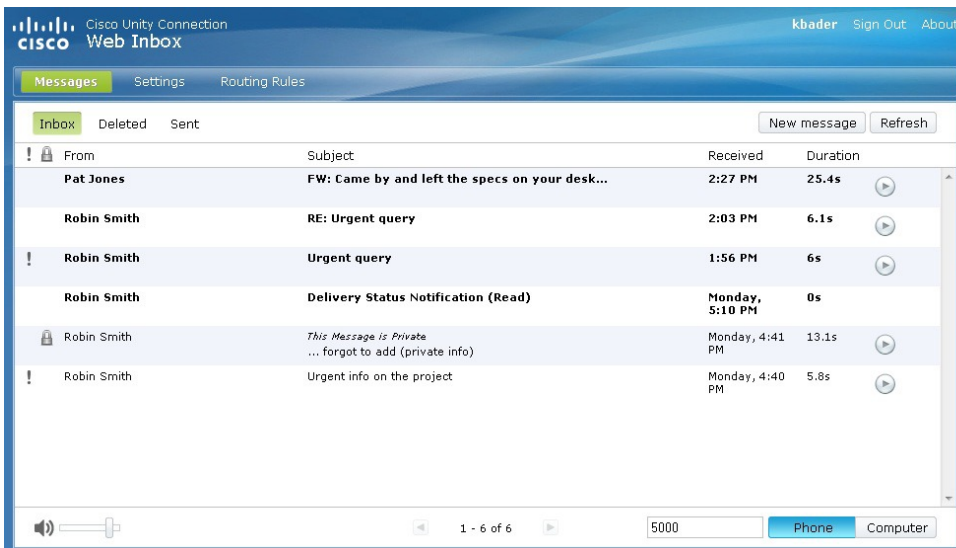 Cisco Unity Connection
kbader Sign Out About
CISCO Web Inbox
Messages Settings Routing Rules
Inbox Deleted Sent New message Refresh
! From Subject Received Duration
Pat Jones FW: Came by and left the specs on your desk... 2:27 PM 25.4s
Robin Smith RE: Urgent query 2:03 PM 6.1s
! Robin Smith Urgent query 1:56 PM 6s
Robin Smith Delivery Status Notification (Read) Monday, 5:10 PM 0s
Robin Smith This Message is Private Monday, 4:41 PM 13.1s
... forgot to add (private info)
! Robin Smith Urgent info on the project Monday, 4:40 PM 5.8s
1 - 6 of 6 5000 Phone Computer